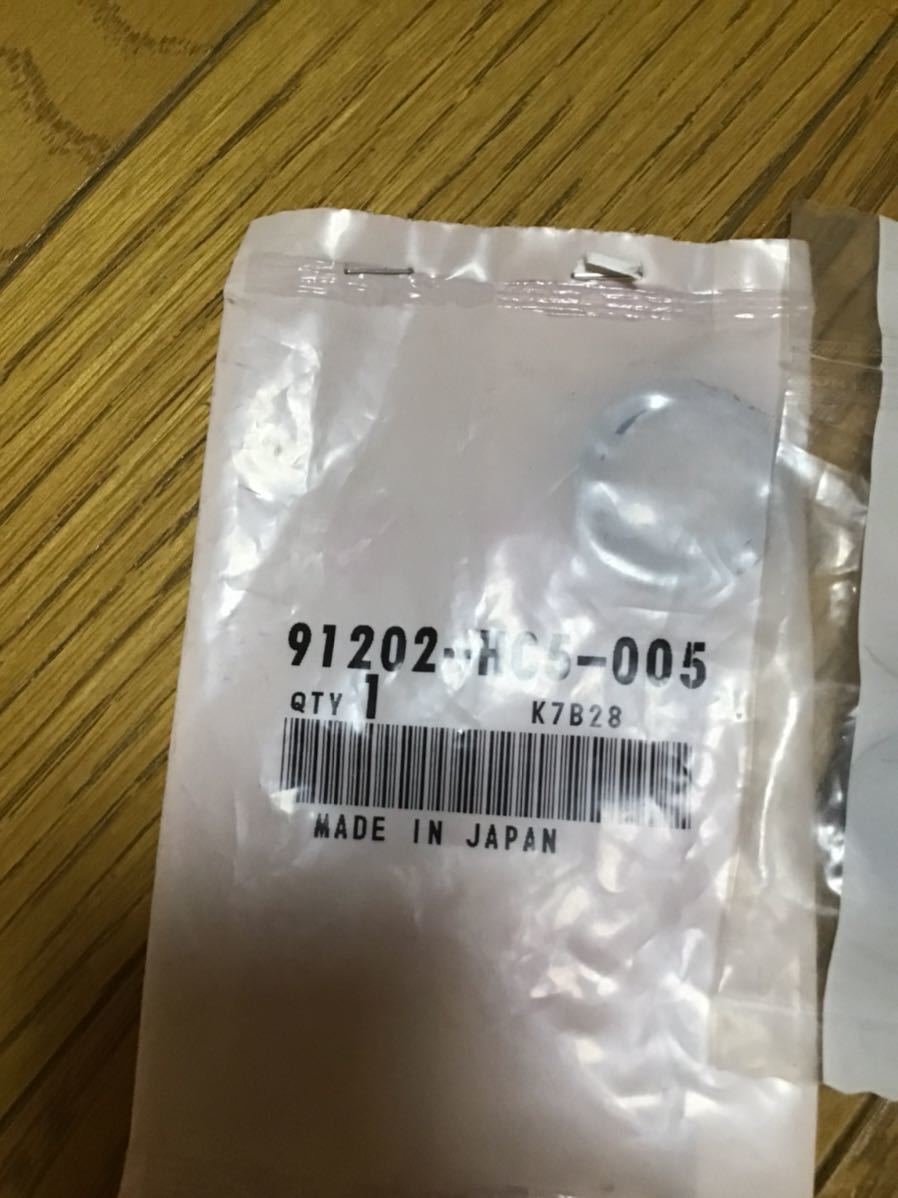 91202-HC5-005
QTY 1 K7B28
MADE IN JAPAN